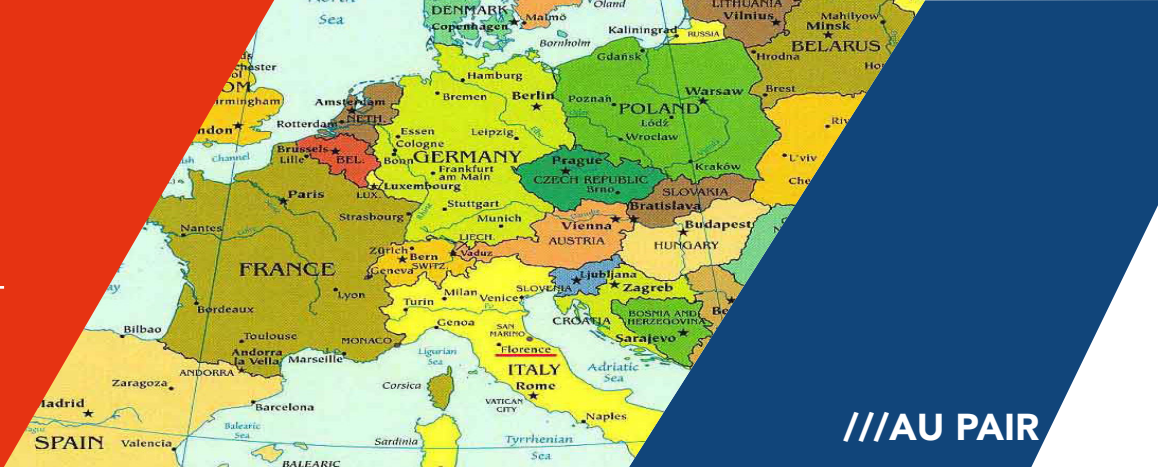 Sea
DENMARK
Copenhagen
Malmö
Oland
Bornholm
LITHUANIA
Vilnius
Kaliningrad
RUSSIA
Mahilyow
Minsk
BELARUS
Gdańsk
Hrodna
Brest
Hamburg
Bremen
Berlin
Poznań
Warsaw
POLAND
Łódź
Wrocław
Kraków
L'viv
Amsterdam
NETH.
Rotterdam
Essen
Cologne
Bonn
Leipzig
GERMANY
Frankfurt
am Main
Brussels
BEL.
Lille
LUX.
Luxembourg
Prague
CZECH REPUBLIC
Brno
SLOVAKIA
Bratislava
Channel
Paris
Strasbourg
Stuttgart
Munich
Vienna
AUSTRIA
Budapest
HUNGARY
Nantes
LIECH.
Vaduz
Zürich
Bern
SWITZ.
Geneva
FRANCE
Lyon
Bordeaux
Turin
Milan
Venice
SLOVENIA
Ljubljana
Zagreb
CROATIA
BOSNIA AND
HERZEGOVINA
Sarajevo
Genoa
SAN
MARINO
Florence
Bilbao
Toulouse
Andorra
la Vella
Marseille
MONACO
ANDORRA
Ligurian
Sea
ITALY
Rome
Adriatic
Sea
VATICAN
CITY
Naples
Corsica
Zaragoza
Barcelona
SPAIN
Valencia
Balearic
Sea
BALEARIC
Sardinia
Tyrrhenian
Sea
///AU PAIR